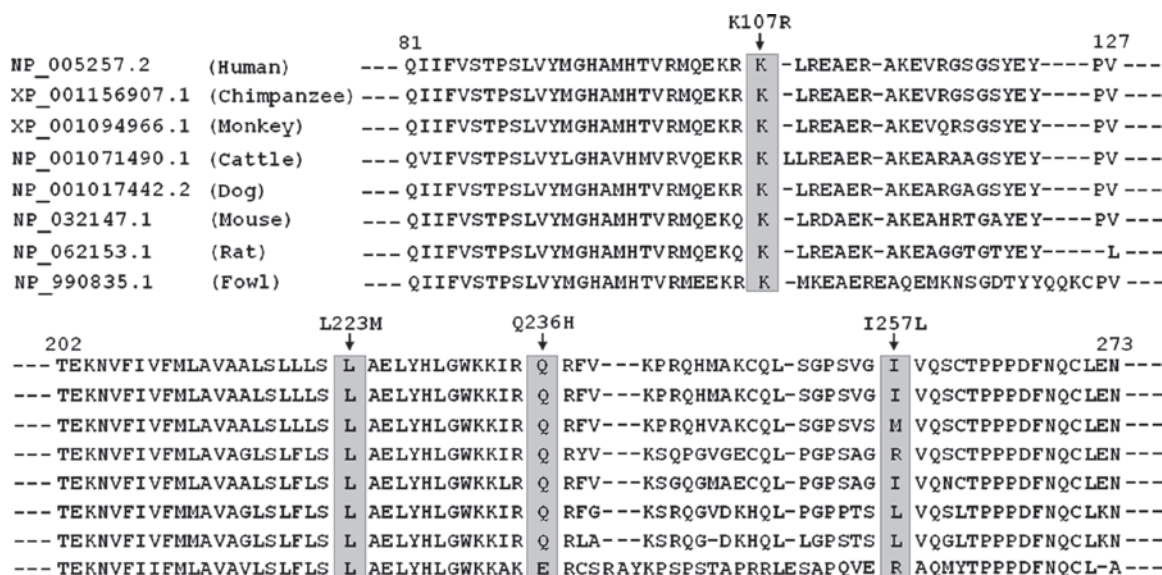 K107R
81 127
NP_005257.2 (Human) --- QIIFVSTPSLVYMGHAMHTVRMQEKR K -LREAER-AKEVRGSGSYEY----PV ---
XP_001156907.1 (Chimpanzee) --- QIIFVSTPSLVYMGHAMHTVRMQEKR K -LREAER-AKEVRGSGSYEY----PV ---
XP_001094966.1 (Monkey) --- QIIFVSTPSLVYMGHAMHTVRMQEKR K -LREAER-AKEVQRSGSYEY----PV ---
NP_001071490.1 (Cattle) --- QVIFVSTPSLVYLGHAVHMVRVQEKR K LLREAER-AKEARAAGSYEY----PV ---
NP_001017442.2 (Dog) --- QIIFVSTPSLVYMGHAMHTVRMQEKR K -LREAER-AKEARGAGSYEY----PV ---
NP_032147.1 (Mouse) --- QIIFVSTPSLVYMGHAMHTVRMQEKQ K -LRDAEK-AKEAHRTGAYEY----PV ---
NP_062153.1 (Rat) --- QIIFVSTPSLVYMGHAMHTVRMQEKQ K -LREAEK-AKEAGGTGTYEY-----L ---
NP_990835.1 (Fowl) --- QIIFVSTPSLVYMGHAMHTVRMEEKR K -MKEAEREAQEMKNSGDTYYQQKCPV ---
L223M Q236H I257L
202 273
--- TEKNVFIVFMLAVAALSLLLS L AELYHLGWKKIR Q RFV---KPRQHMAKCQL-SGPSVG I VQSCTPPPDFNQCLEN---
--- TEKNVFIVFMLAVAALSLLLS L AELYHLGWKKIR Q RFV---KPRQHMAKCQL-SGPSVG I VQSCTPPPDFNQCLEN---
--- TEKNVFIVFMLAVAALSLLLS L AELYHLGWKKIR Q RFV---KPRQHVAKCQL-SGPSVS M VQSCTPPPDFNQCLEN---
--- TEKNVFIVFMLAVAGLSLFLS L AELYHLGWKKIR Q RYV---KSQPGVGECQL-PGPSAG R VQSCTPPPDFNQCLEN---
--- TEKNVFIVFMLAVAGLSLFLS L AELYHLGWKKLR Q RFV---KSGQGMAECQL-PGPSAG I VQNCTPPPDFNQCLEN---
--- TEKNVFIVFMMAVAGLSLFLS L AELYHLGWKKIR Q RFG---KSRQGVDKHQL-PGPPTS L VQSLTPPPDFNQCLKN---
--- TEKNVFIVFMMAVAGLSLFLS L AELYHLGWKKIR Q RLA---KSRQG-DKHQL-LGPSTS L VQGLTPPPDFNQCLKN---
--- TEKNVFIIFMLAVAVLSLFLS L AELYHLGWKKAK E RCSRAYKPSPSTAPRRLESAPQVE R AQMYTPPPDFNQCL-A ---